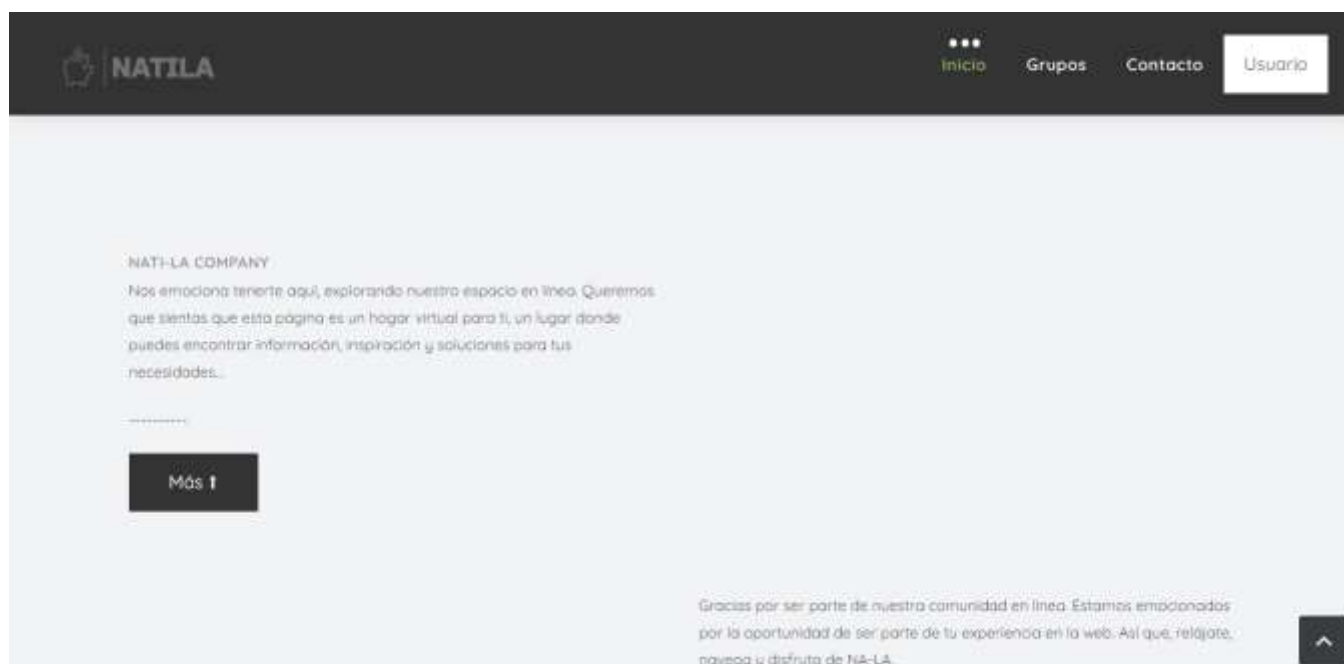 NATILA
Inicio
Grupos
Contacto
Usuario
NATI-LA COMPANY
Nos emociona tenerte aquí, explorando nuestro espacio en línea. Queremos
que sientas que esta página es un hogar virtual para ti, un lugar donde
puedes encontrar información, inspiración y soluciones para tus
necesidades...
-----------
Más ⬆
Gracias por ser parte de nuestra comunidad en línea. Estamos emocionados
por la oportunidad de ser parte de tu experiencia en la web. Así que, relájate,
navega y disfruta de NA-LA.